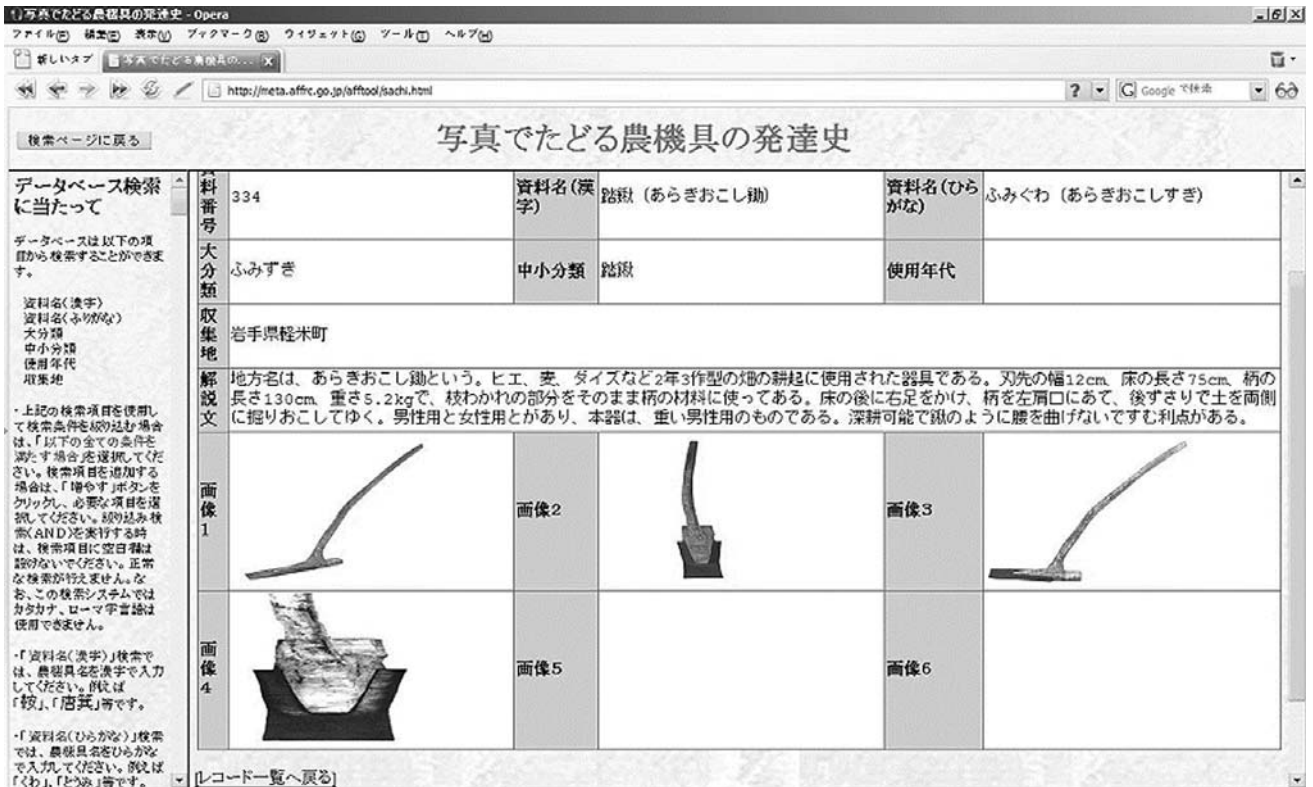 写真でたどる農機具の発達史 - Opera
ファイル(F) 編集(E) 表示(V) ブックマーク(B) ウィジェット(G) ツール(T) ヘルプ(H)
新しいタブ 写真でたどる農機具の...
http://meta.affrc.go.jp/afftool/sachi.html ? Google で検索
検索ページに戻る
写真でたどる農機具の発達史
データベース検索
に当たって
データベースは以下の項
目から検索することができま
す。
資料名(漢字)
資料名(ふりがな)
大分類
中小分類
使用年代
収集地
・上記の検索項目を使用し
て検索条件を絞り込む場合
は、「以下の全ての条件を
満たす場合」を選択してくだ
さい。検索項目を追加する
場合は、「増やす」ボタンを
クリックし、必要な項目を選
択してください。絞り込み検
索(AND)を実行する時
は、検索項目に空白欄は
設けないでください。正常
な検索が行えません。な
お、この検索システムでは
カタカナ、ローマ字言語は
使用できません。
・「資料名(漢字)」検索で
は、農機具名を漢字で入力
してください。例えば
「鞍」、「唐箕」等です。
・「資料名(ひらがな)」検索
では、農機具名をひらがな
で入力してください。例えば
「くわ」、「とうみ」等です。
料番号 334 資料名(漢字) 踏鍬（あらぎおこし鋤） 資料名(ひらがな) ふみぐわ（あらぎおこしすぎ）
大分類 ふみすき 中小分類 踏鍬 使用年代
収集地 岩手県軽米町
解説文
地方名は、あらぎおこし鋤という。ヒエ、麦、ダイズなど2年3作型の畑の耕起に使用された器具である。刃先の幅12cm、床の長さ75cm、柄の
長さ130cm、重さ5.2kgで、枝わかれの部分をそのまま柄の材料に使ってある。床の後に右足をかけ、柄を左肩口にあて、後ずさりで土を両側
に掘りおこしてゆく。男性用と女性用とがあり、本器は、重い男性用のものである。深耕可能で鍬のように腰を曲げないですむ利点がある。
画像1 画像2 画像3
画像4 画像5 画像6
[レコード一覧へ戻る]